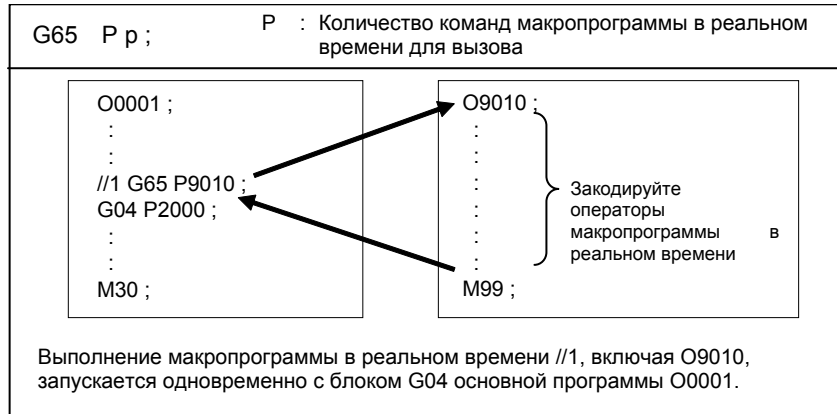 G65 P p ;
P : Количество команд макропрограммы в реальном
времени для вызова
O0001 ;
:
:
//1 G65 P9010 ;
G04 P2000 ;
:
:
M30 ;
O9010 ;
:
:
:
:
:
:
M99 ;
Закодируйте
операторы
макропрограммы в
реальном времени
Выполнение макропрограммы в реальном времени //1, включая O9010,
запускается одновременно с блоком G04 основной программы O0001.